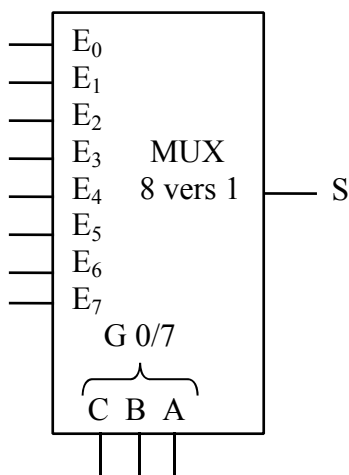 E₀
E₁
E₂
E₃ MUX
E₄ 8 vers 1 S
E₅
E₆
E₇
G 0/7
C B A